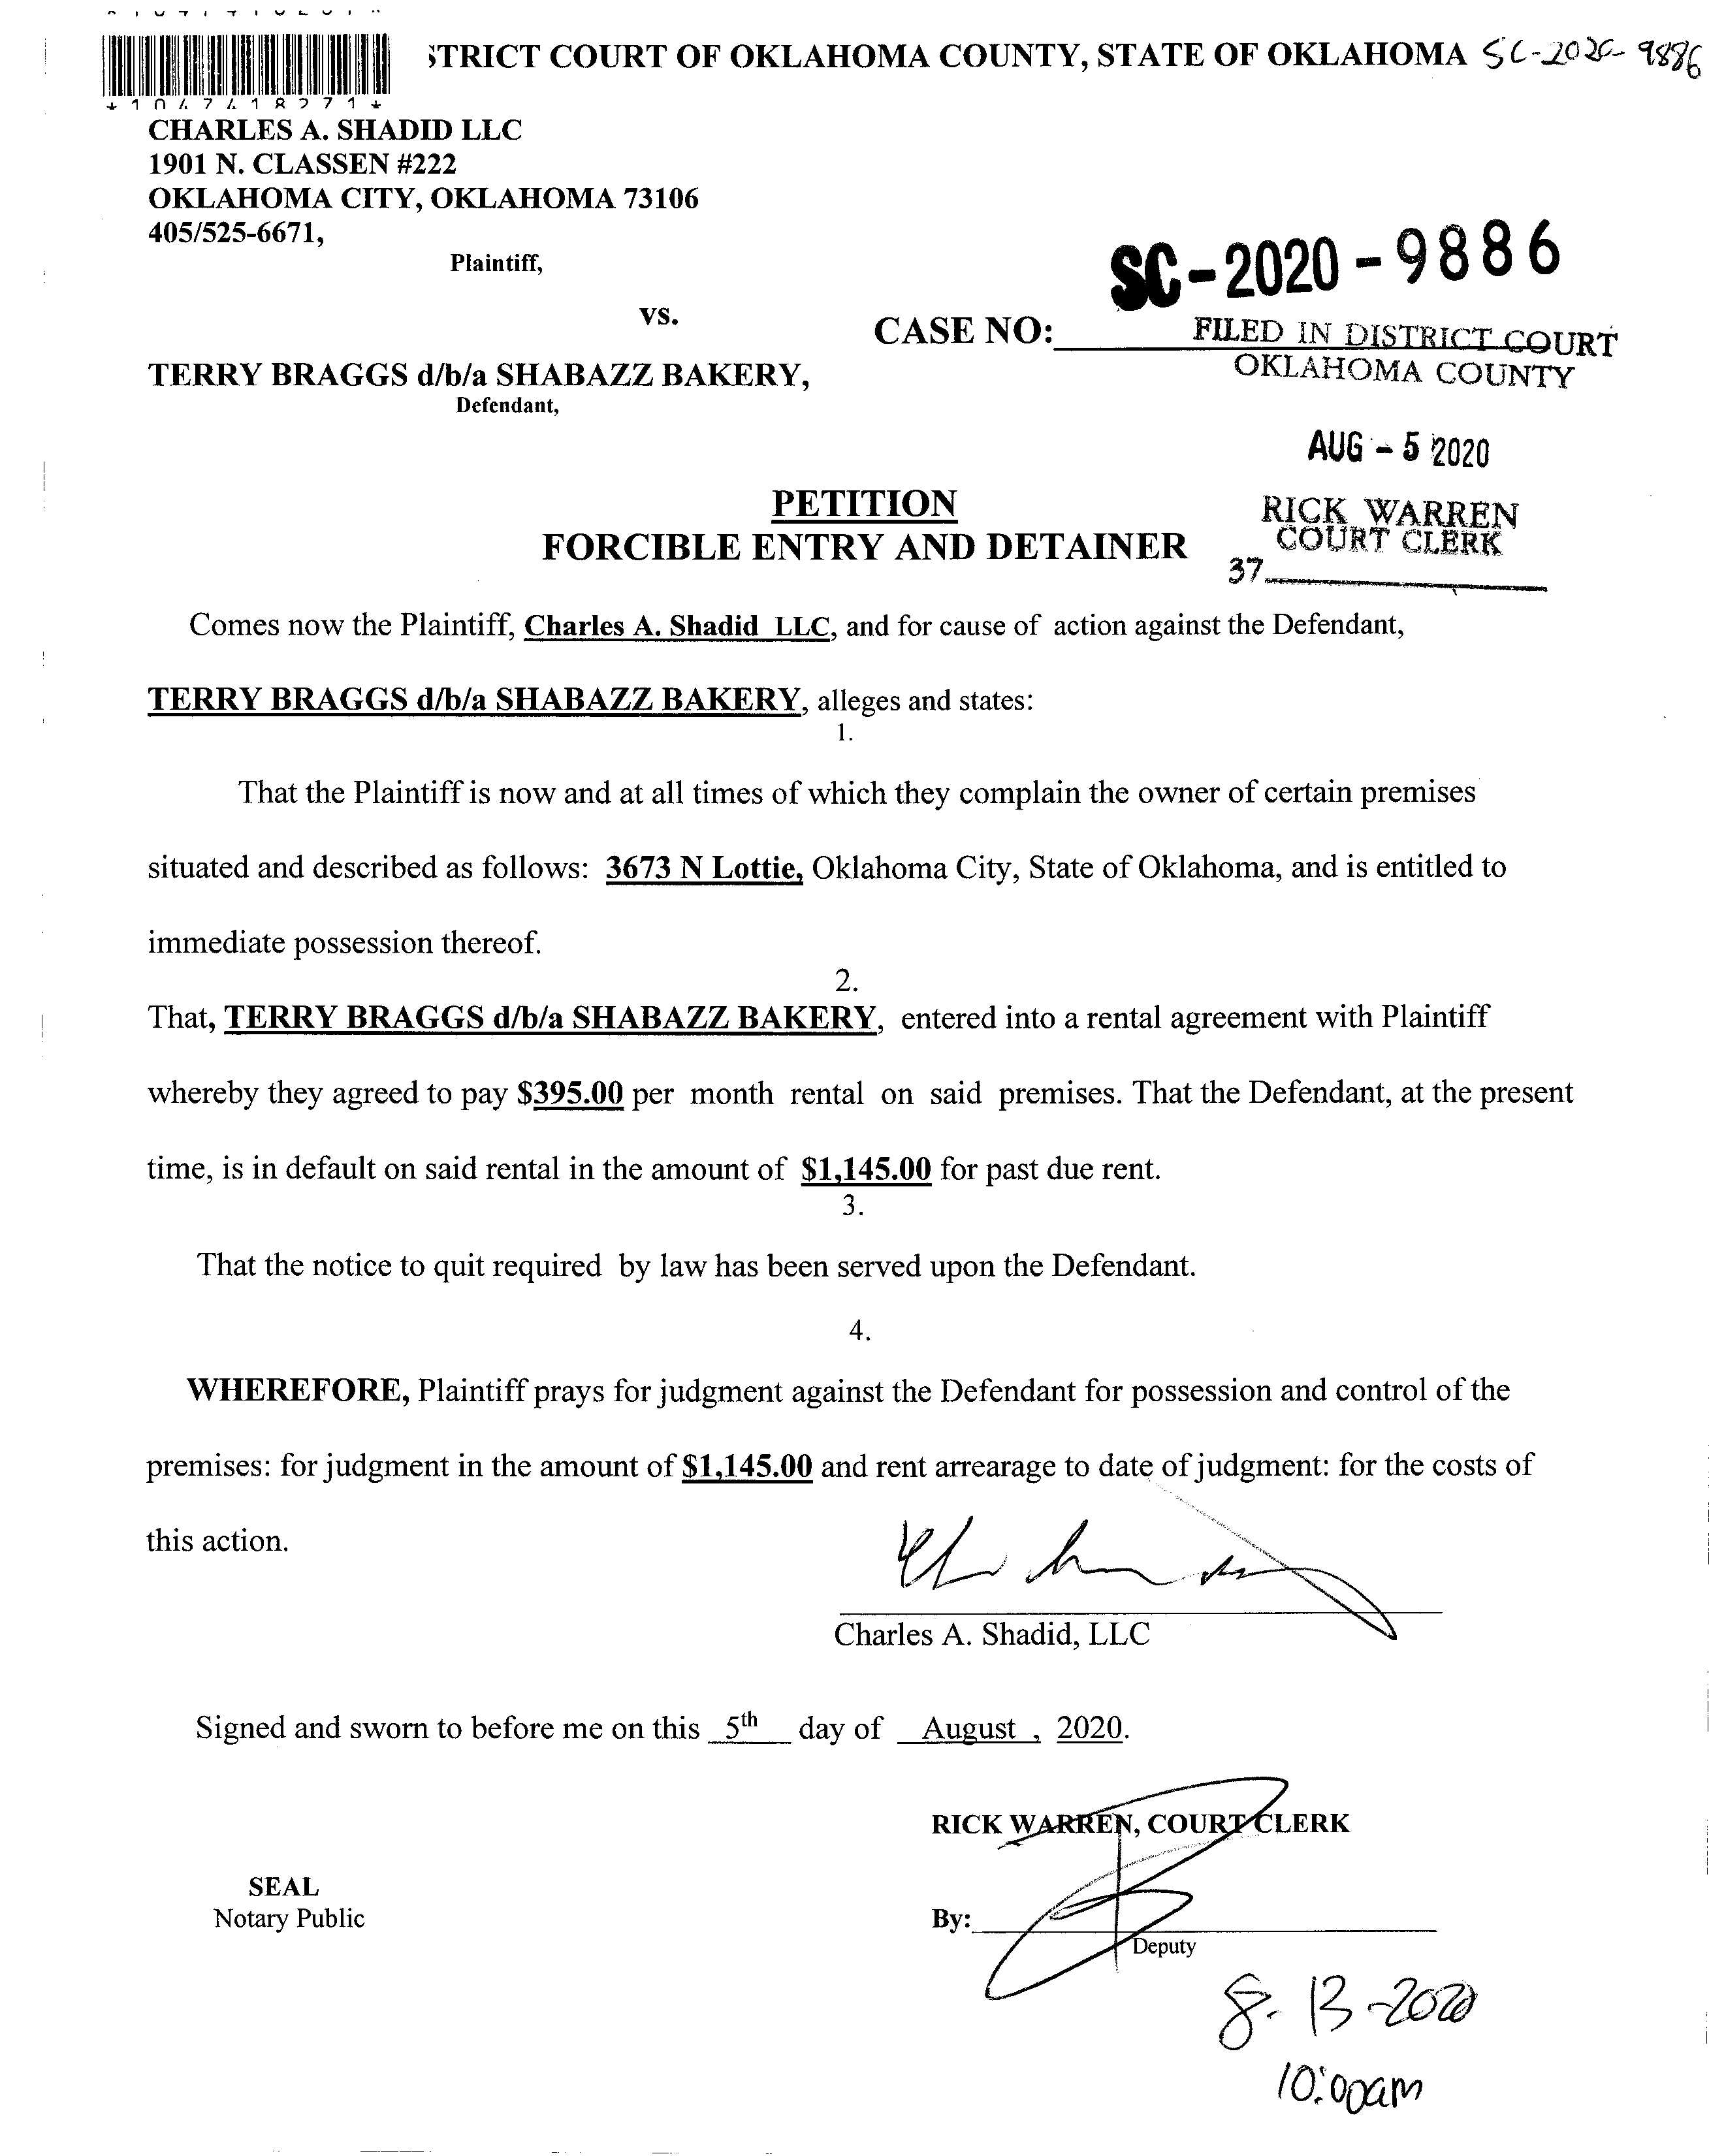 STRICT COURT OF OKLAHOMA COUNTY, STATE OF OKLAHOMA SC-2020-9886
*1047418271*
CHARLES A. SHADID LLC
1901 N. CLASSEN #222
OKLAHOMA CITY, OKLAHOMA 73106
405/525-6671,
Plaintiff,
SC-2020-9886
vs.
CASE NO:
FILED IN DISTRICT COURT
OKLAHOMA COUNTY
TERRY BRAGGS d/b/a SHABAZZ BAKERY,
Defendant,
AUG - 5 2020
PETITION
RICK WARREN
COURT CLERK
FORCIBLE ENTRY AND DETAINER
37
Comes now the Plaintiff, Charles A. Shadid LLC, and for cause of action against the Defendant,
TERRY BRAGGS d/b/a SHABAZZ BAKERY, alleges and states:
1.
That the Plaintiff is now and at all times of which they complain the owner of certain premises
situated and described as follows: 3673 N Lottie, Oklahoma City, State of Oklahoma, and is entitled to
immediate possession thereof.
2.
That, TERRY BRAGGS d/b/a SHABAZZ BAKERY, entered into a rental agreement with Plaintiff
whereby they agreed to pay $395.00 per month rental on said premises. That the Defendant, at the present
time, is in default on said rental in the amount of $1,145.00 for past due rent.
3.
That the notice to quit required by law has been served upon the Defendant.
4.
WHEREFORE, Plaintiff prays for judgment against the Defendant for possession and control of the
premises: for judgment in the amount of $1,145.00 and rent arrearage to date of judgment: for the costs of
this action.
Charles A. Shadid, LLC
Signed and sworn to before me on this 5th day of August , 2020.
RICK WARREN, COURT CLERK
SEAL
Notary Public
By:
Deputy
8-13-2020
10:00am